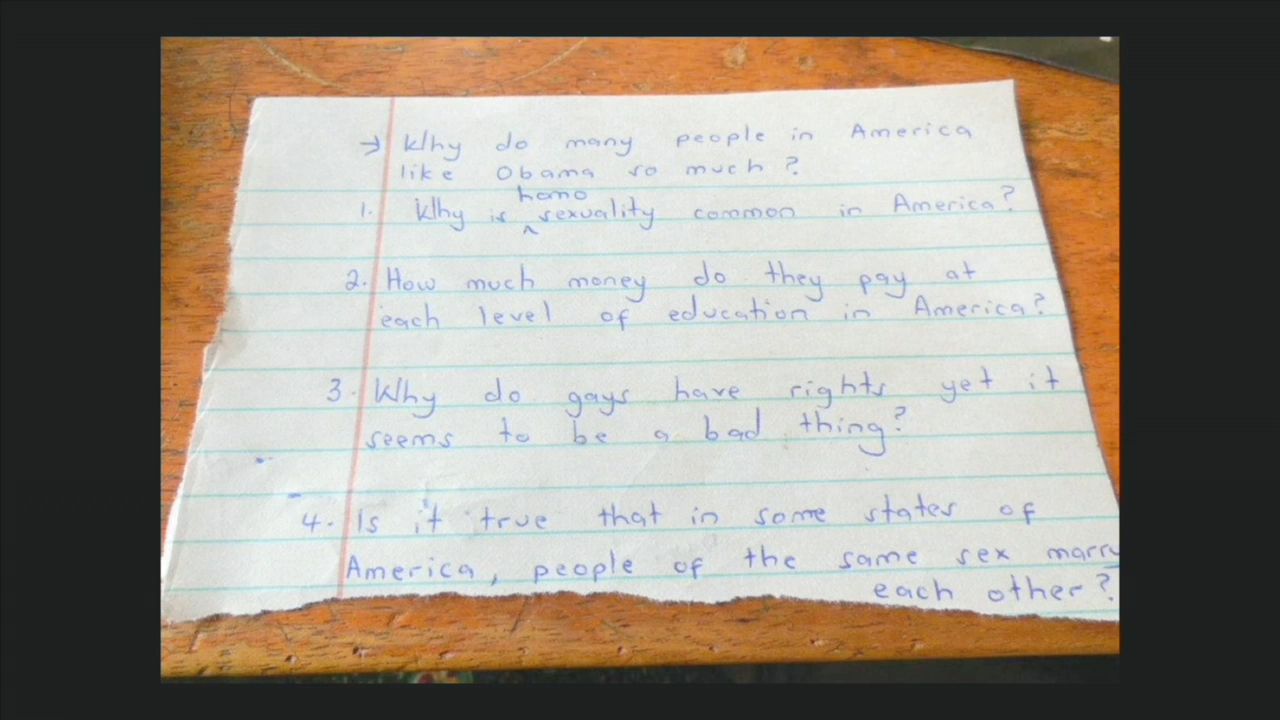 → Why do many people in America
like Obama so much?
homo
1. Why is ^ sexuality common in America?
2. How much money do they pay at
each level of education in America?
3. Why do gays have rights yet it
seems to be a bad thing?
4. Is it true that in some states of
America, people of the same sex marry
each other?